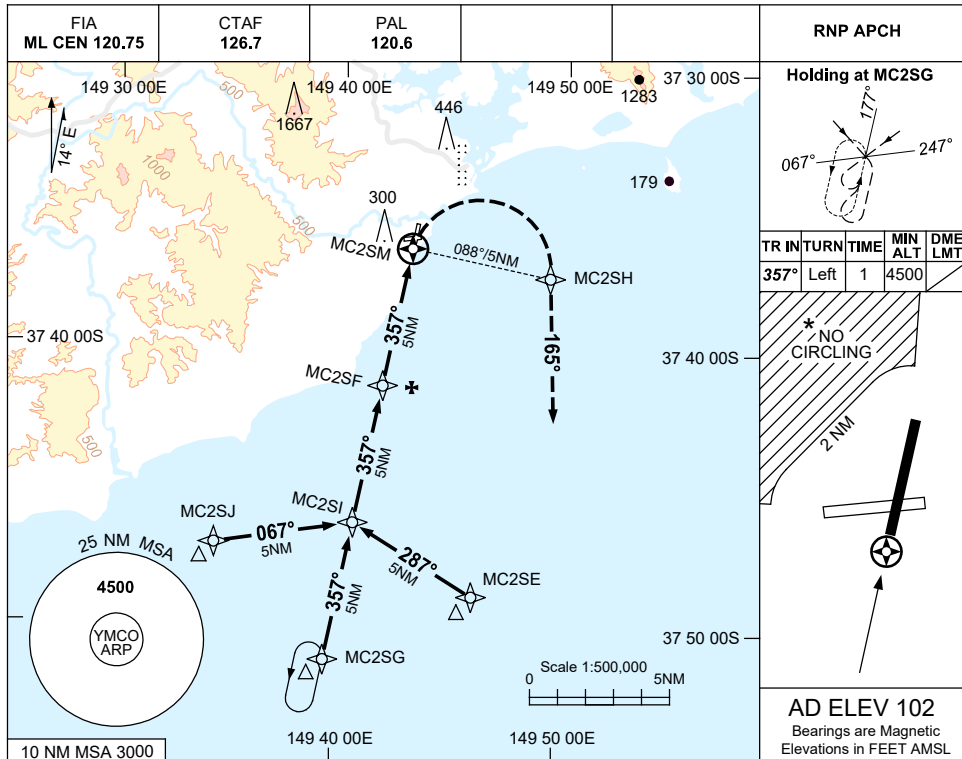 FIA
ML CEN 120.75
CTAF
126.7
PAL
120.6
RNP APCH
149 30 00E
149 40 00E
149 50 00E
37 30 00S
14° E
500
1667
446
1283
1000
500
179
300
MC2SM
088°/5NM
MC2SH
357°
5NM
165°
37 40 00S
37 40 00S
MC2SF
500
357°
5NM
MC2SI
MC2SJ
067°
5NM
287°
5NM
MC2SE
357°
5NM
MC2SG
25 NM MSA
4500
YMCO
ARP
37 50 00S
Scale 1:500,000
0
5NM
149 40 00E
149 50 00E
10 NM MSA 3000
Holding at MC2SG
177°
067°
247°
TR IN TURN TIME MIN ALT DME LMT
357° Left 1 4500
* NO
CIRCLING
2 NM
AD ELEV 102
Bearings are Magnetic
Elevations in FEET AMSL